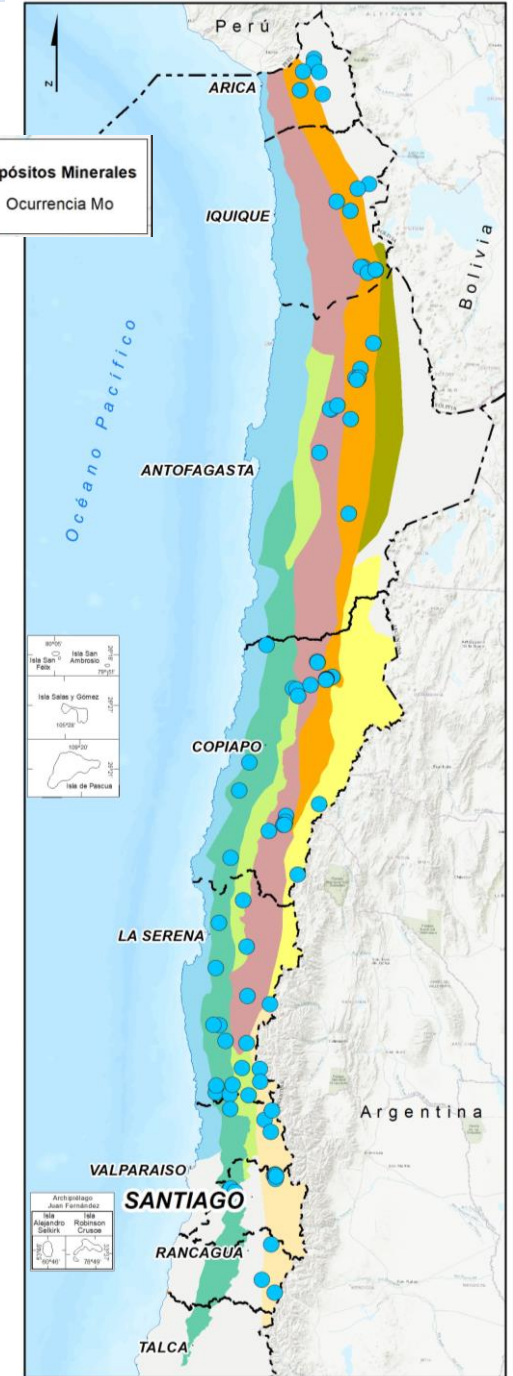 Perú
ARICA
pósitos Minerales
Ocurrencia Mo
IQUIQUE
Bolivia
Océano Pacífico
ANTOFAGASTA
Isla San
Felix
Isla San
Ambrosio
Isla Salas y Gómez
Isla de Pascua
COPIAPO
LA SERENA
Argentina
VALPARAISO
SANTIAGO
Archipiélago
Juan Fernández
Isla
Alejandro
Selkirk
Isla
Robinson
Crusoe
RANCAGUA
TALCA